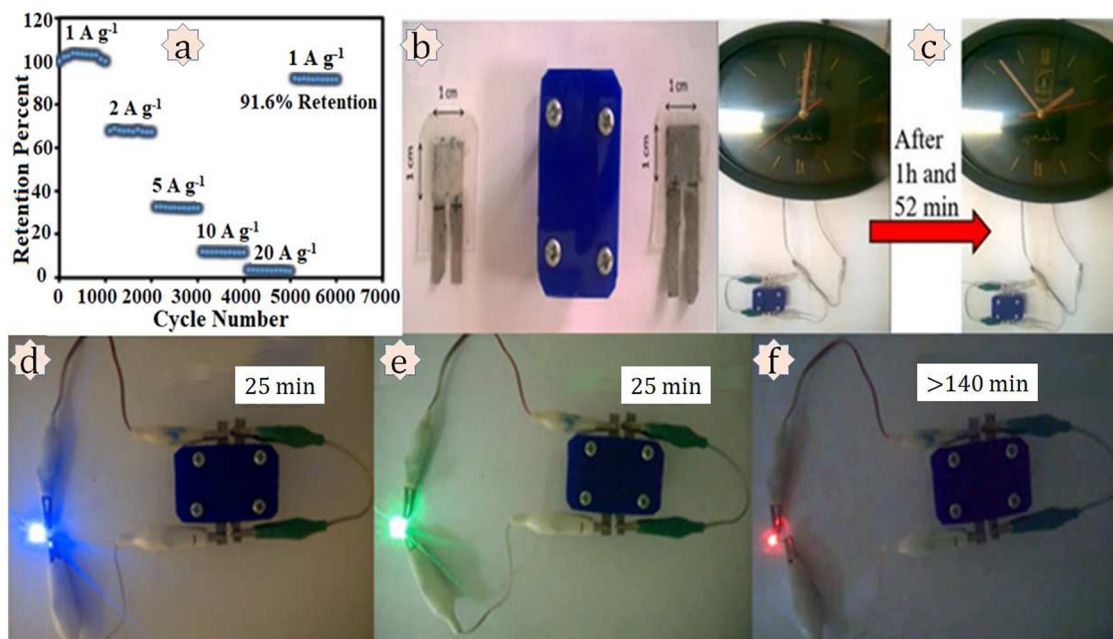 a
1 A g-1
1 A g-1
91.6% Retention
2 A g-1
5 A g-1
10 A g-1
20 A g-1
Retention Percent
120
100
80
60
40
20
0
0 1000 2000 3000 4000 5000 6000 7000
Cycle Number
b
1 cm
1 cm
1 cm
1 cm
c
After
1h and
52 min
d
25 min
e
25 min
f
>140 min